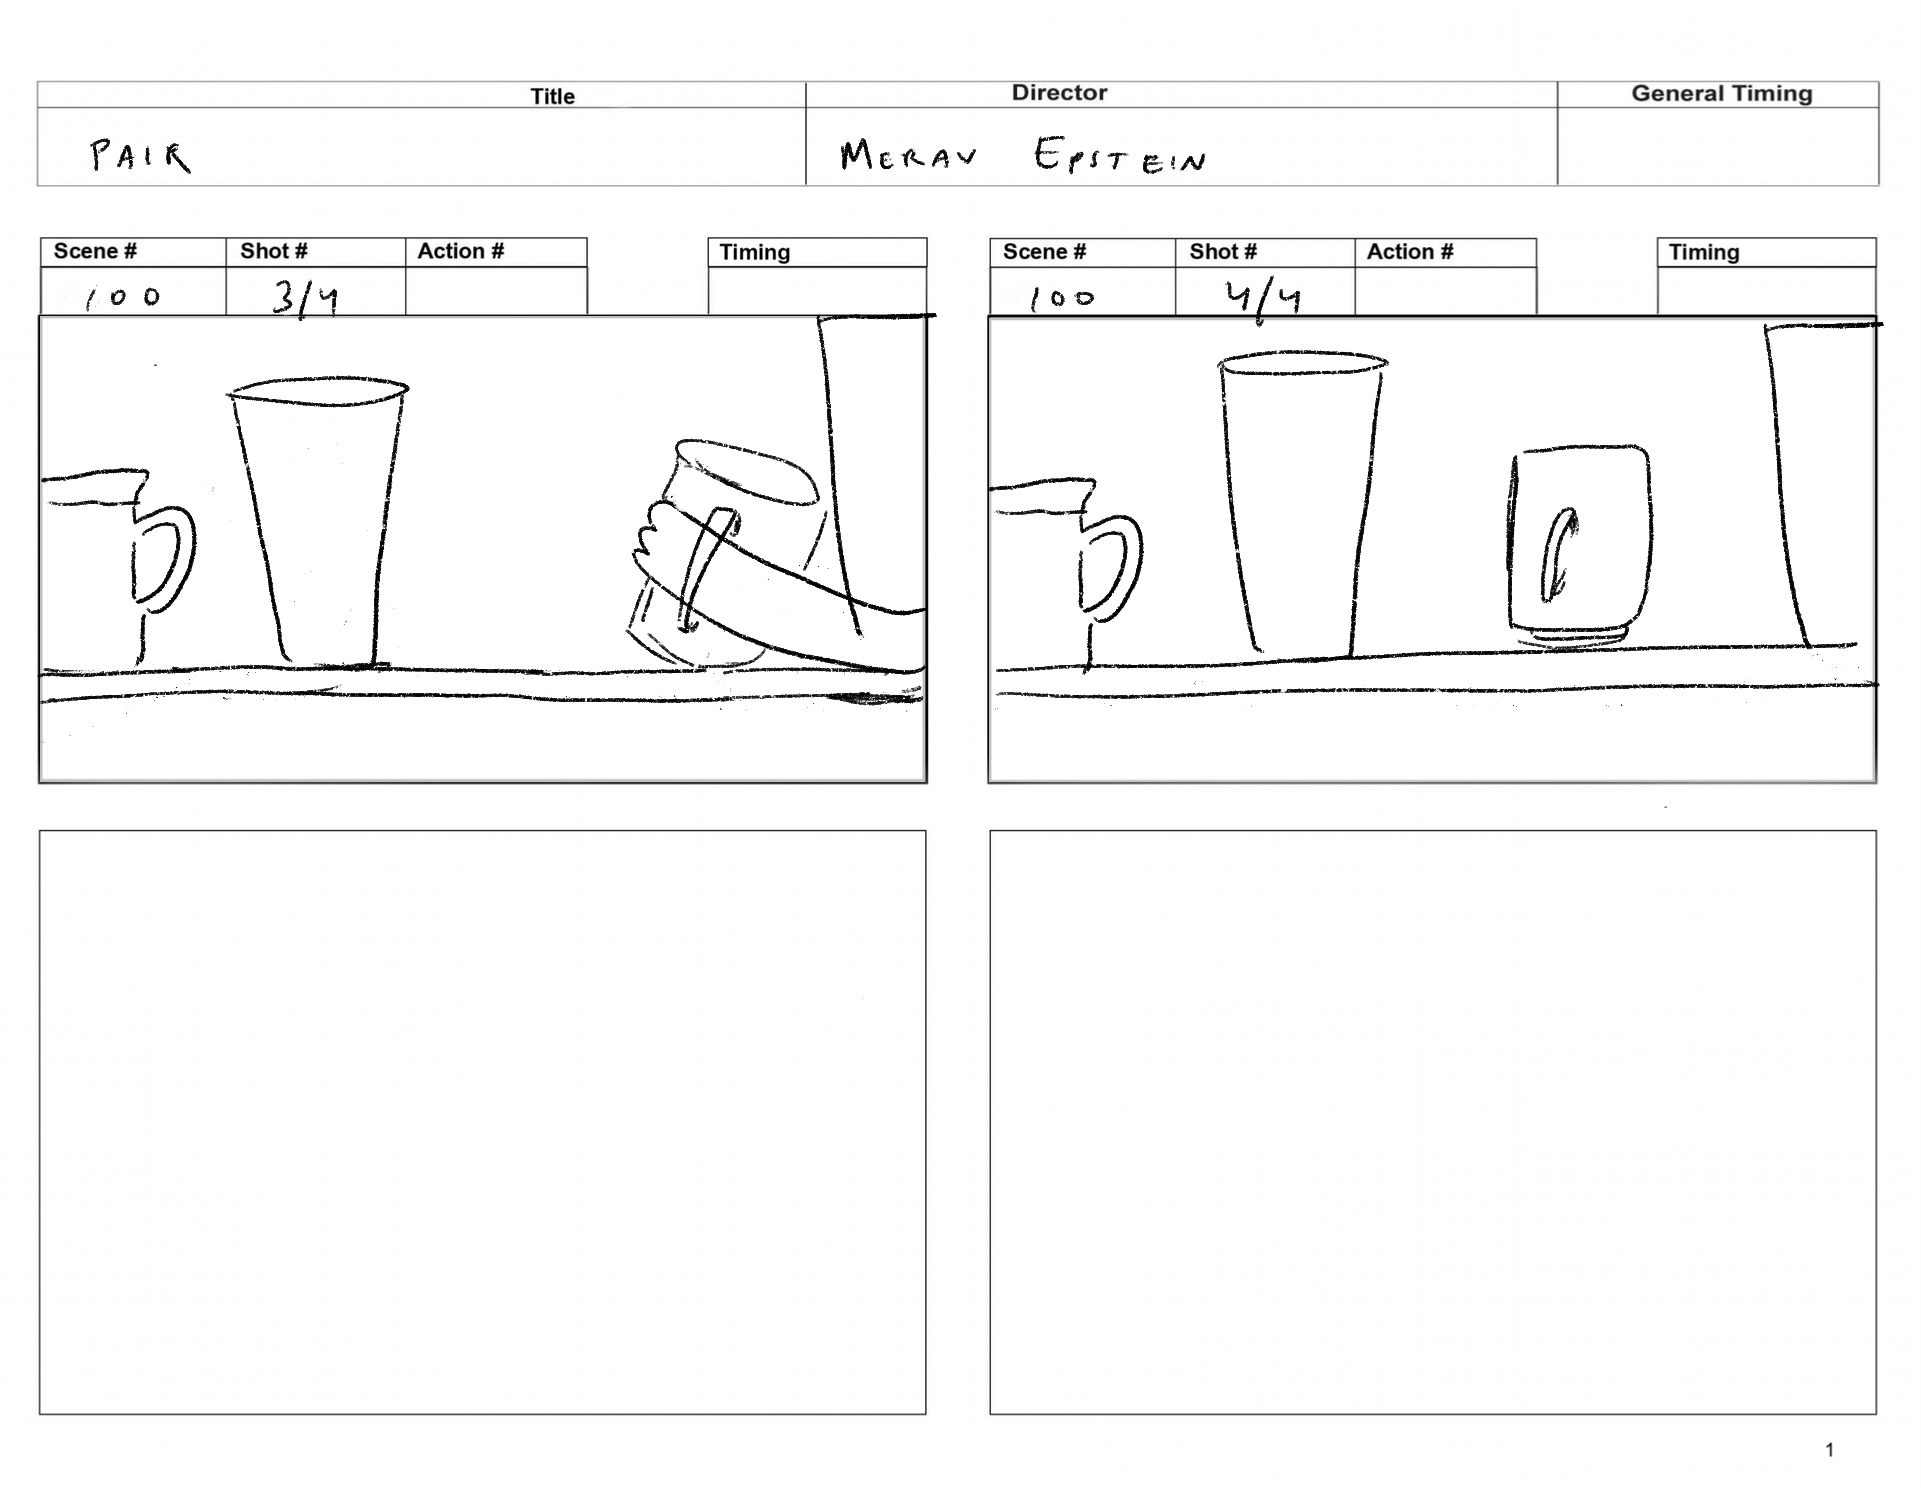 Title Director General Timing
PAIR MERAV EPSTEIN
Scene # Shot # Action # Timing
100 3/4
Scene # Shot # Action # Timing
100 4/4
1